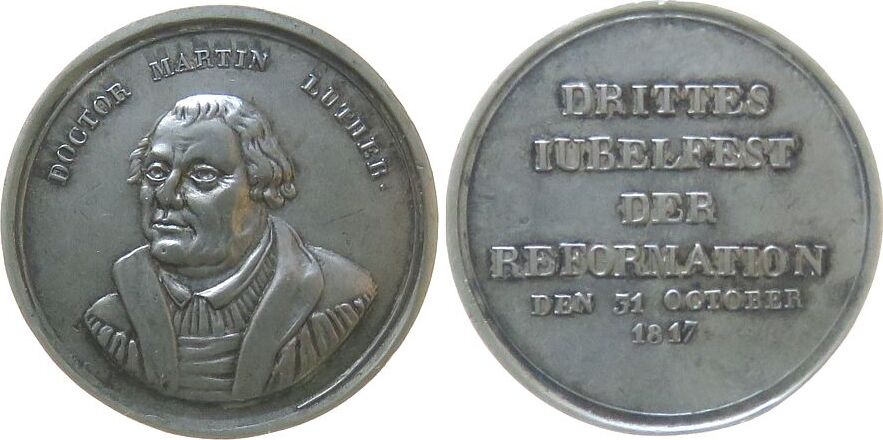 DOCTOR MARTIN LUTHER.
DRITTES
IUBELFEST
DER
REFORMATION
DEN 31 OCTOBER
1817